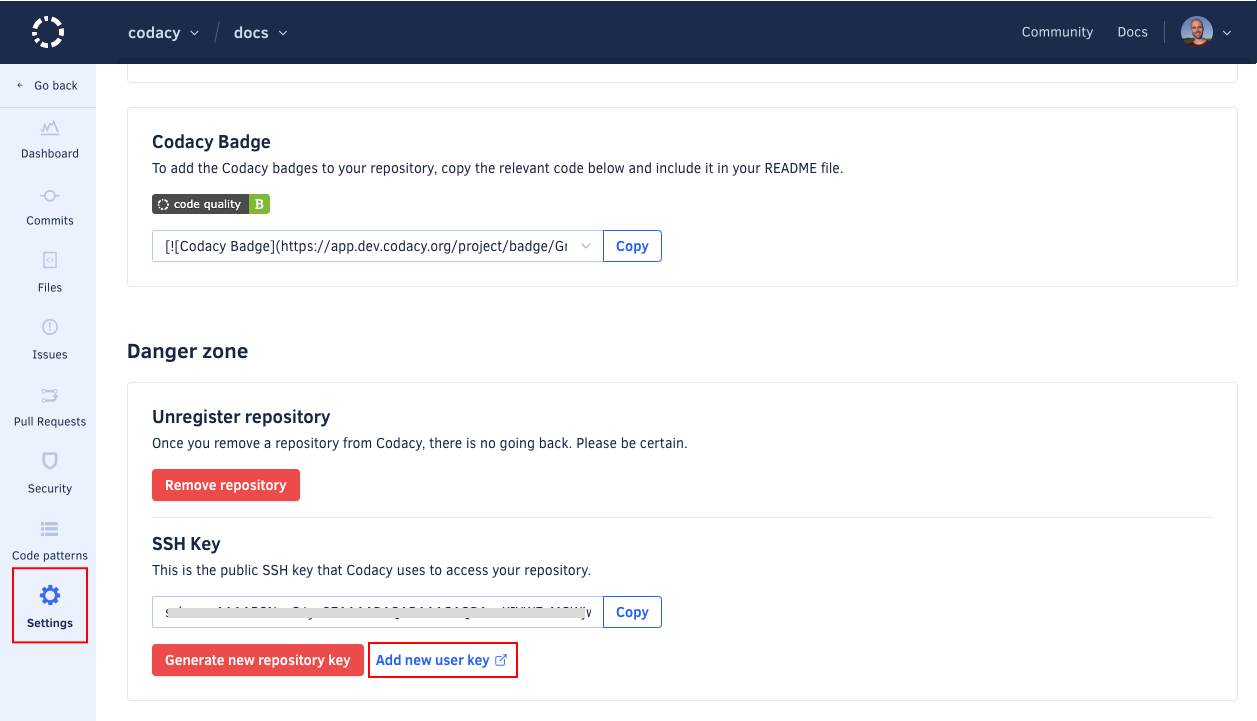 codacy
docs
Community
Docs
Go back
Dashboard
Commits
Files
Issues
Pull Requests
Security
Code patterns
Settings
Codacy Badge
To add the Codacy badges to your repository, copy the relevant code below and include it in your README file.
code quality B
[![Codacy Badge](https://app.dev.codacy.org/project/badge/Gr
Copy
Danger zone
Unregister repository
Once you remove a repository from Codacy, there is no going back. Please be certain.
Remove repository
SSH Key
This is the public SSH key that Codacy uses to access your repository.
Copy
Generate new repository key
Add new user key